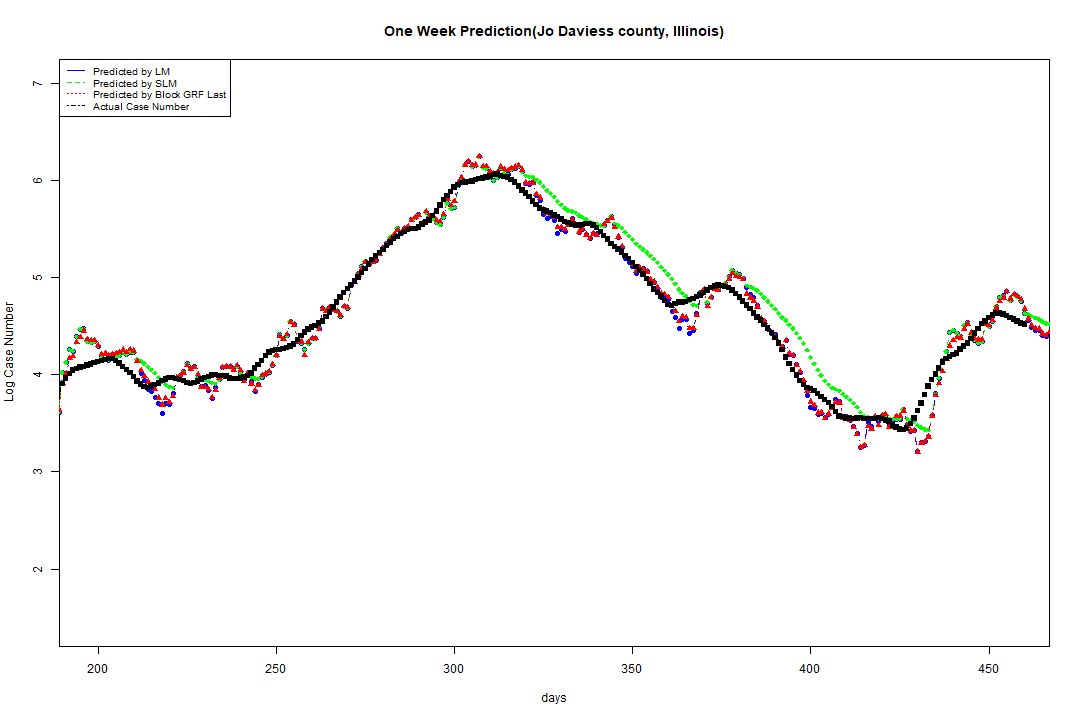 One Week Prediction(Jo Daviess county, Illinois)
Predicted by LM
Predicted by SLM
Predicted by Block GRF Last
Actual Case Number
7
6
5
4
3
2
Log Case Number
200 250 300 350 400 450
days